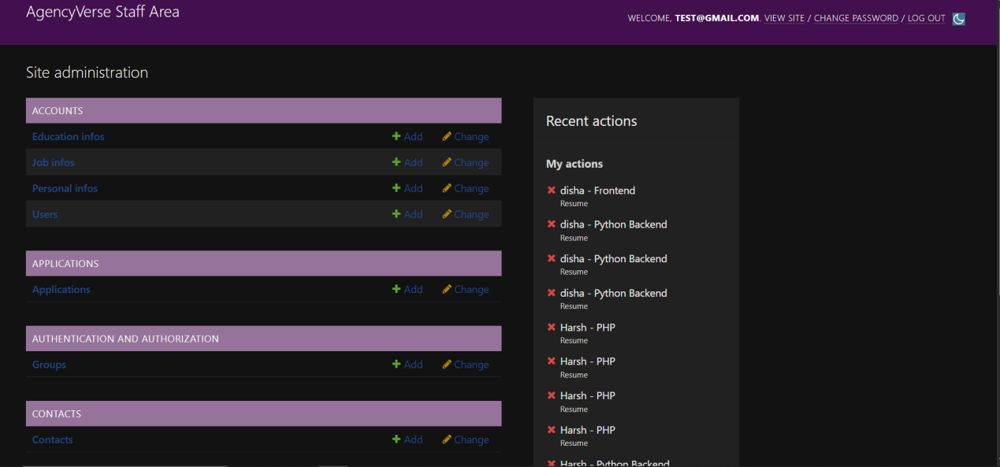 AgencyVerse Staff Area
WELCOME, TEST@GMAIL.COM. VIEW SITE / CHANGE PASSWORD / LOG OUT
Site administration
ACCOUNTS
Education infos Add Change
Job infos Add Change
Personal infos Add Change
Users Add Change
APPLICATIONS
Applications Add Change
AUTHENTICATION AND AUTHORIZATION
Groups Add Change
CONTACTS
Contacts Add Change
Recent actions
My actions
disha - Frontend
Resume
disha - Python Backend
Resume
disha - Python Backend
Resume
disha - Python Backend
Resume
Harsh - PHP
Resume
Harsh - PHP
Resume
Harsh - PHP
Resume
Harsh - PHP
Resume
Harsh - Python Backend